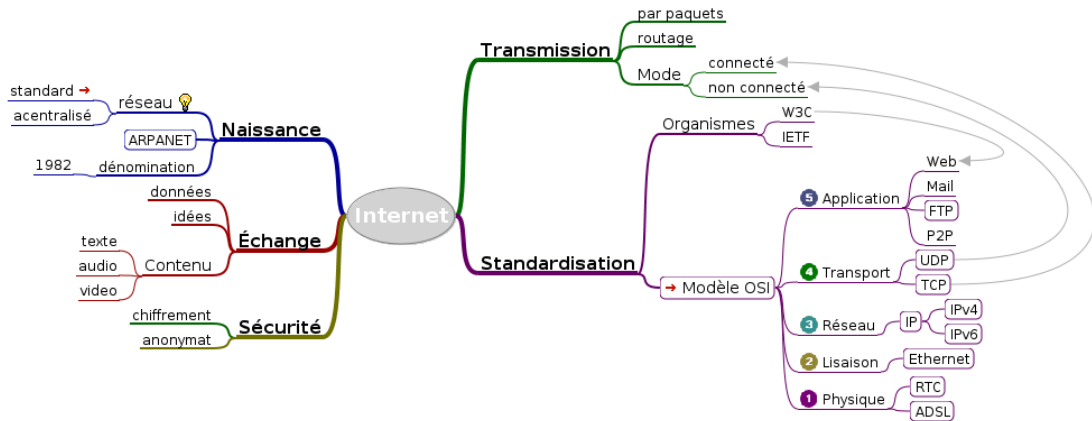 Internet
Transmission
par paquets
routage
Mode
connecté
non connecté
Standardisation
Organismes
W3C
IETF
Modèle OSI
5 Application
Web
Mail
FTP
P2P
4 Transport
UDP
TCP
3 Réseau
IP
IPv4
IPv6
2 Lisaison
Ethernet
1 Physique
RTC
ADSL
Naissance
réseau
standard
acentralisé
ARPANET
dénomination
1982
Échange
données
idées
Contenu
texte
audio
video
Sécurité
chiffrement
anonymat